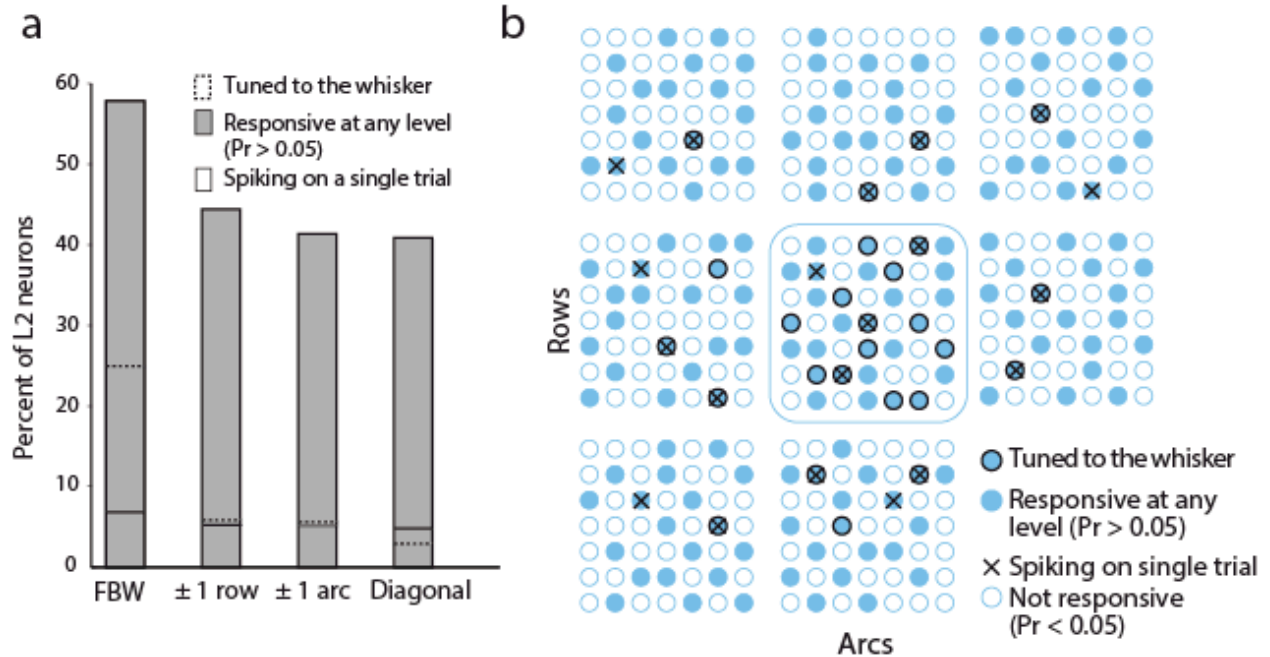 a
Percent of L2 neurons
60
50
40
30
20
10
0
Tuned to the whisker
Responsive at any level
(Pr > 0.05)
Spiking on a single trial
FBW
± 1 row
± 1 arc
Diagonal
b
Rows
Arcs
Tuned to the whisker
Responsive at any
level (Pr > 0.05)
Spiking on single trial
Not responsive
(Pr < 0.05)